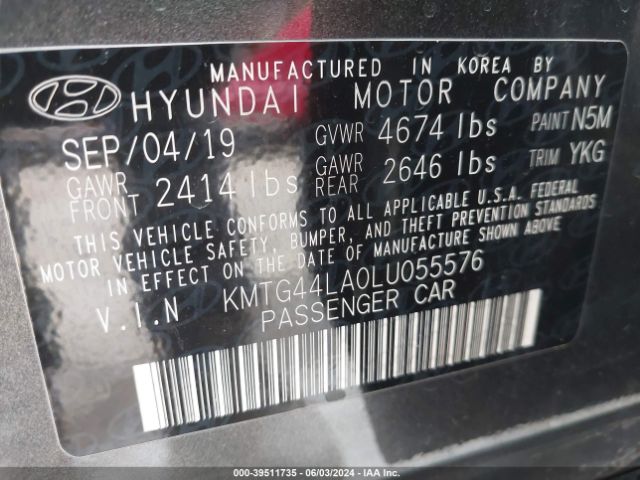 MANUFACTURED IN KOREA BY
HYUNDAI MOTOR COMPANY
SEP/04/19 GVWR 4674 lbs PAINT N5M
GAWR FRONT 2414 lbs GAWR REAR 2646 lbs TRIM YKG
THIS VEHICLE CONFORMS TO ALL APPLICABLE U.S.A. FEDERAL
MOTOR VEHICLE SAFETY, BUMPER, AND THEFT PREVENTION STANDARDS
IN EFFECT ON THE DATE OF MANUFACTURE SHOWN ABOVE
V.I.N KMTG44LA0LU055576
PASSENGER CAR
000-39511735 - 06/03/2024 - IAA Inc.